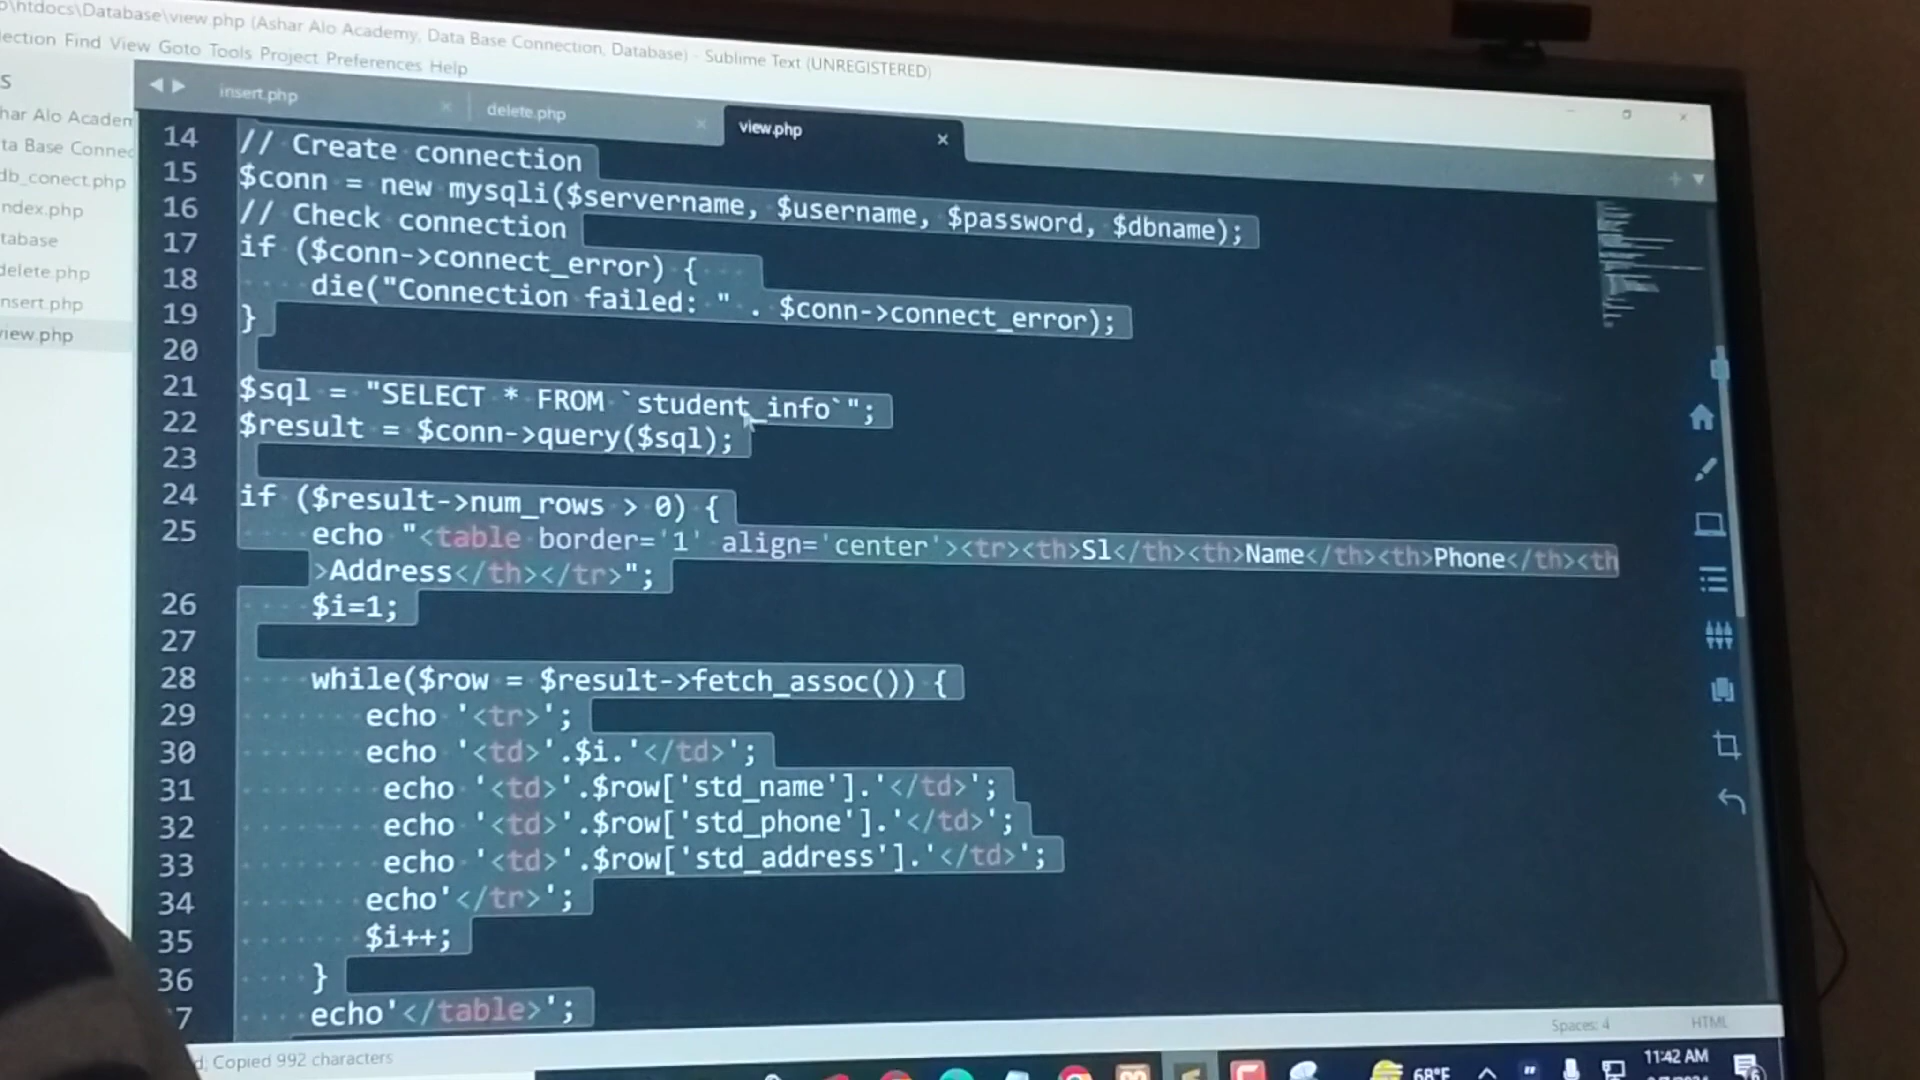 \htdocs\Database\view.php (Ashar Alo Academy, Data Base Connection, Database) - Sublime Text (UNREGISTERED)
lection Find View Goto Tools Project Preferences Help
S
har Alo Academ
ta Base Connec
db_conect.php
ndex.php
tabase
delete.php
nsert.php
view.php
insert.php × delete.php × view.php ×
14 // Create connection
15 $conn = new mysqli($servername, $username, $password, $dbname);
16 // Check connection
17 if ($conn->connect_error) {
18 die("Connection failed: " . $conn->connect_error);
19 }
20
21 $sql = "SELECT * FROM `student_info`";
22 $result = $conn->query($sql);
23
24 if ($result->num_rows > 0) {
25 echo "<table border='1' align='center'><tr><th>Sl</th><th>Name</th><th>Phone</th><th
>Address</th></tr>";
26 $i=1;
27
28 while($row = $result->fetch_assoc()) {
29 echo '<tr>';
30 echo '<td>'.$i.'</td>';
31 echo '<td>'.$row['std_name'].'</td>';
32 echo '<td>'.$row['std_phone'].'</td>';
33 echo '<td>'.$row['std_address'].'</td>';
34 echo'</tr>';
35 $i++;
36 }
7 echo'</table>';
d; Copied 992 characters
Spaces: 4 HTML
68°F 11:42 AM